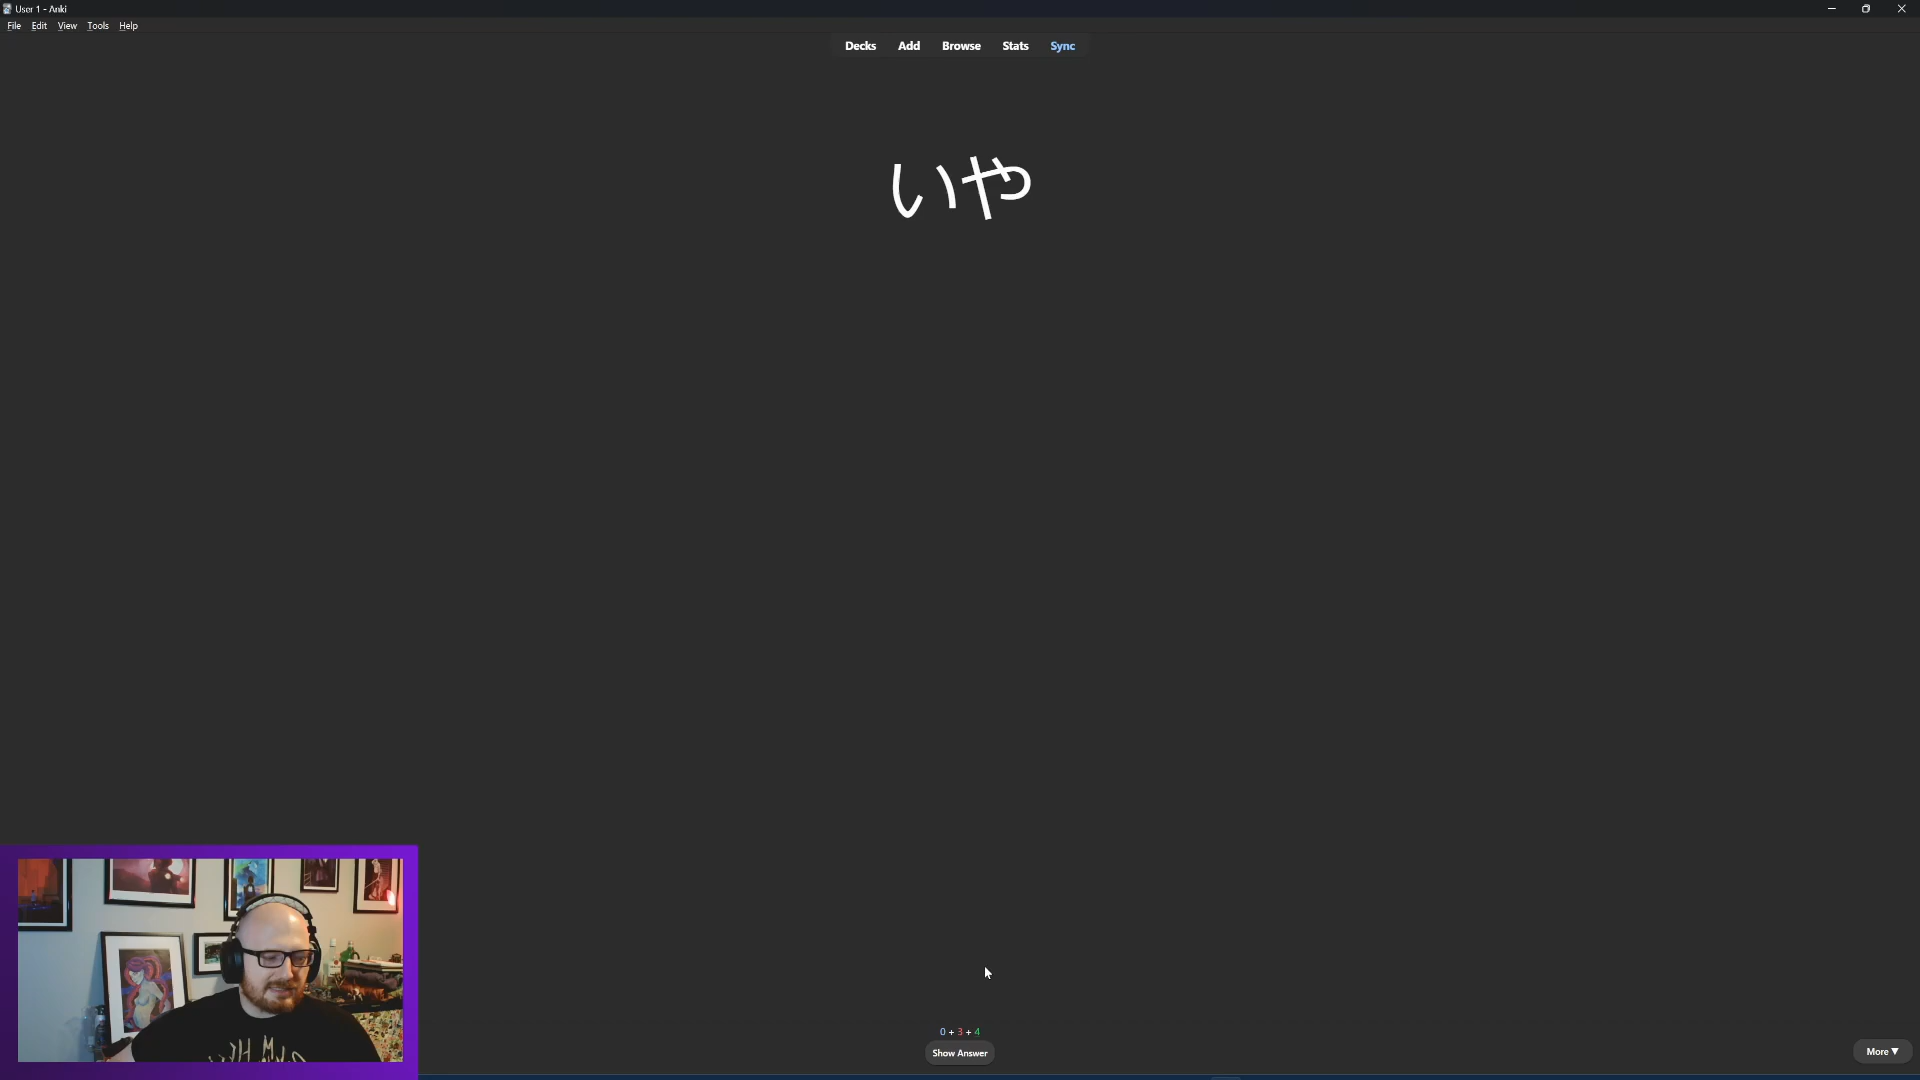 User 1 - Anki
File Edit View Tools Help
Decks Add Browse Stats Sync
いや
0 + 3 + 4
Show Answer
More ▼